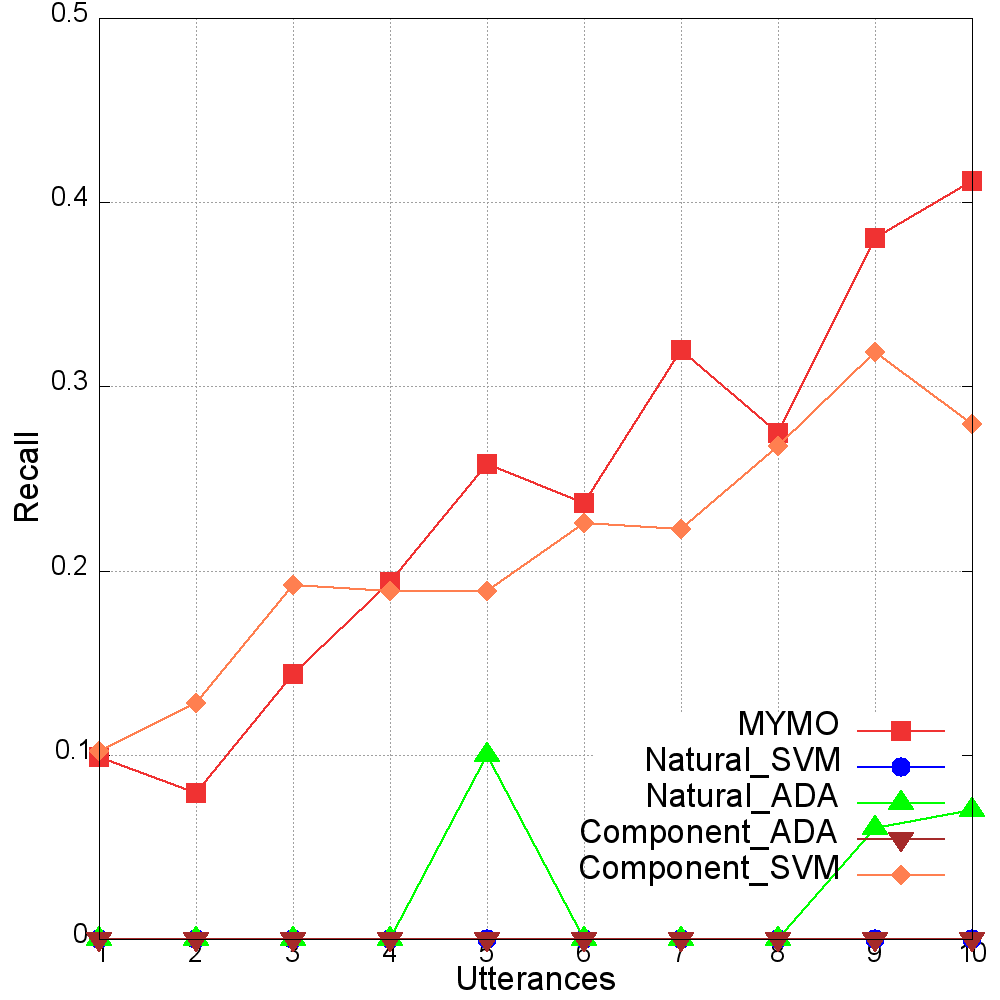 0.5
0.4
0.3
0.2
0.1
0
Recall
MYMO
Natural_SVM
Natural_ADA
Component_ADA
Component_SVM
1 2 3 4 5 6 7 8 9 10
Utterances